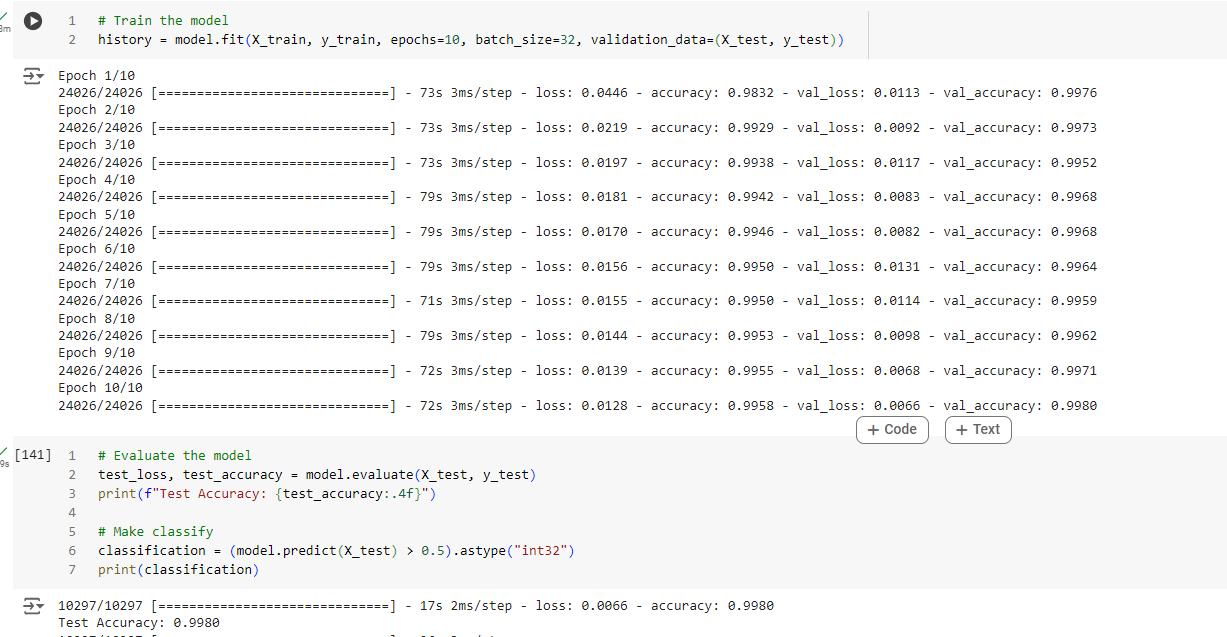 3m
1 # Train the model
2 history = model.fit(X_train, y_train, epochs=10, batch_size=32, validation_data=(X_test, y_test))
Epoch 1/10
24026/24026 [==============================] - 73s 3ms/step - loss: 0.0446 - accuracy: 0.9832 - val_loss: 0.0113 - val_accuracy: 0.9976
Epoch 2/10
24026/24026 [==============================] - 73s 3ms/step - loss: 0.0219 - accuracy: 0.9929 - val_loss: 0.0092 - val_accuracy: 0.9973
Epoch 3/10
24026/24026 [==============================] - 73s 3ms/step - loss: 0.0197 - accuracy: 0.9938 - val_loss: 0.0117 - val_accuracy: 0.9952
Epoch 4/10
24026/24026 [==============================] - 79s 3ms/step - loss: 0.0181 - accuracy: 0.9942 - val_loss: 0.0083 - val_accuracy: 0.9968
Epoch 5/10
24026/24026 [==============================] - 79s 3ms/step - loss: 0.0170 - accuracy: 0.9946 - val_loss: 0.0082 - val_accuracy: 0.9968
Epoch 6/10
24026/24026 [==============================] - 79s 3ms/step - loss: 0.0156 - accuracy: 0.9950 - val_loss: 0.0131 - val_accuracy: 0.9964
Epoch 7/10
24026/24026 [==============================] - 71s 3ms/step - loss: 0.0155 - accuracy: 0.9950 - val_loss: 0.0114 - val_accuracy: 0.9959
Epoch 8/10
24026/24026 [==============================] - 79s 3ms/step - loss: 0.0144 - accuracy: 0.9953 - val_loss: 0.0098 - val_accuracy: 0.9962
Epoch 9/10
24026/24026 [==============================] - 72s 3ms/step - loss: 0.0139 - accuracy: 0.9955 - val_loss: 0.0068 - val_accuracy: 0.9971
Epoch 10/10
24026/24026 [==============================] - 72s 3ms/step - loss: 0.0128 - accuracy: 0.9958 - val_loss: 0.0066 - val_accuracy: 0.9980
+ Code + Text
[141] 1 # Evaluate the model
9s 2 test_loss, test_accuracy = model.evaluate(X_test, y_test)
3 print(f"Test Accuracy: {test_accuracy:.4f}")
4
5 # Make classify
6 classification = (model.predict(X_test) > 0.5).astype("int32")
7 print(classification)
10297/10297 [==============================] - 17s 2ms/step - loss: 0.0066 - accuracy: 0.9980
Test Accuracy: 0.9980